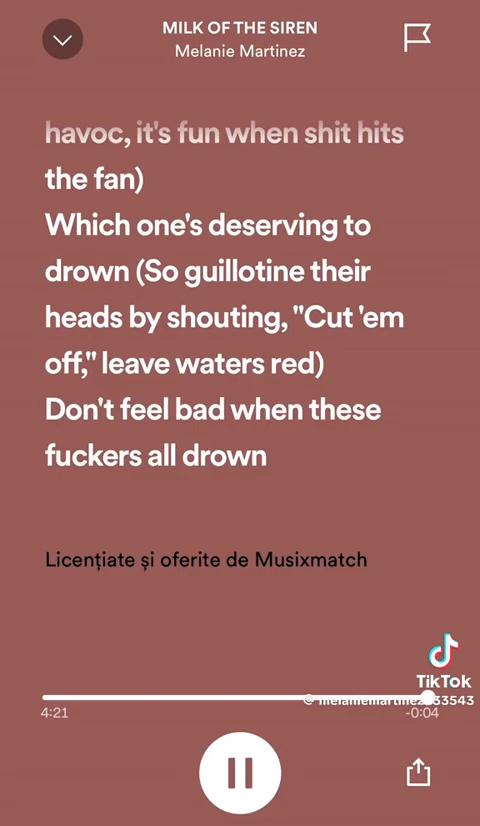 MILK OF THE SIREN
Melanie Martinez
havoc, it's fun when shit hits
the fan)
Which one's deserving to
drown (So guillotine their
heads by shouting, "Cut 'em
off," leave waters red)
Don't feel bad when these
fuckers all drown
Licențiate și oferite de Musixmatch
TikTok
4:21
-0:04